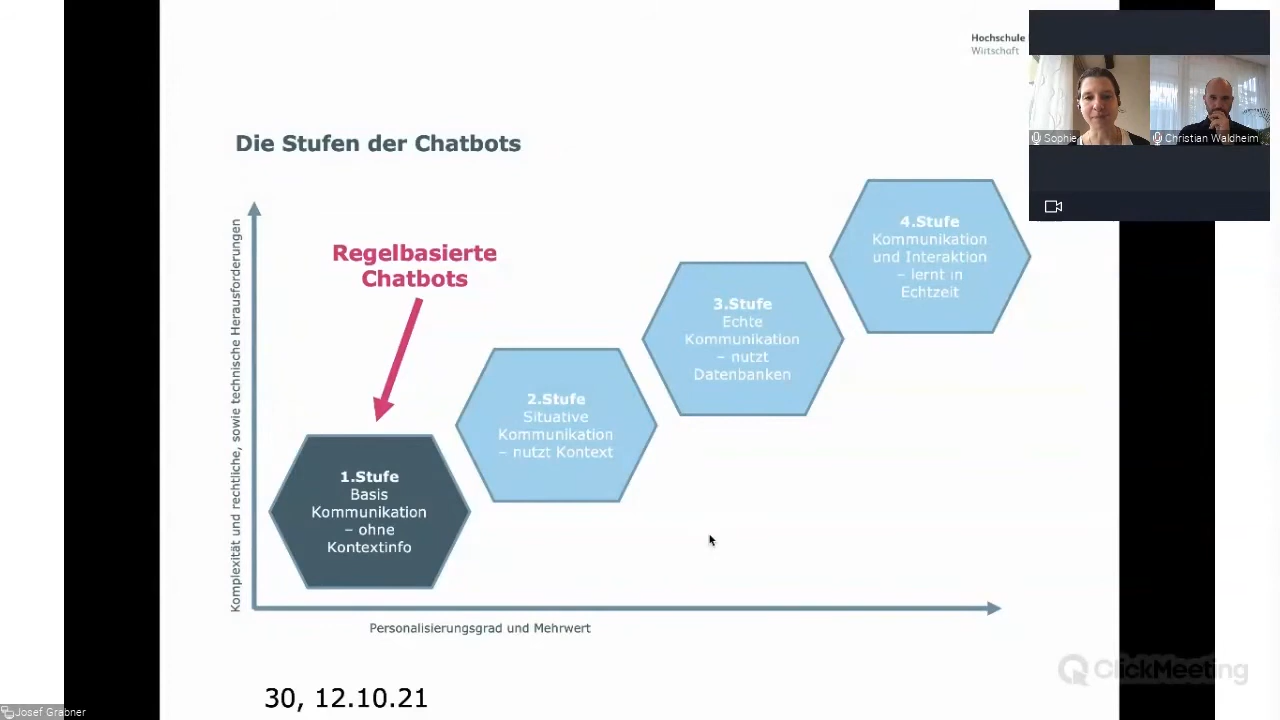 Hochschule
Wirtschaft
Sophie
Christian Waldheim
Die Stufen der Chatbots
Komplexität und rechtliche, sowie technische Herausforderungen
Regelbasierte
Chatbots
4.Stufe
Kommunikation
und Interaktion
– lernt in
Echtzeit
3.Stufe
Echte
Kommunikation
– nutzt
Datenbanken
2.Stufe
Situative
Kommunikation
– nutzt Kontext
1.Stufe
Basis
Kommunikation
– ohne
Kontextinfo
Personalisierungsgrad und Mehrwert
ClickMeeting
30, 12.10.21
Josef Grabner